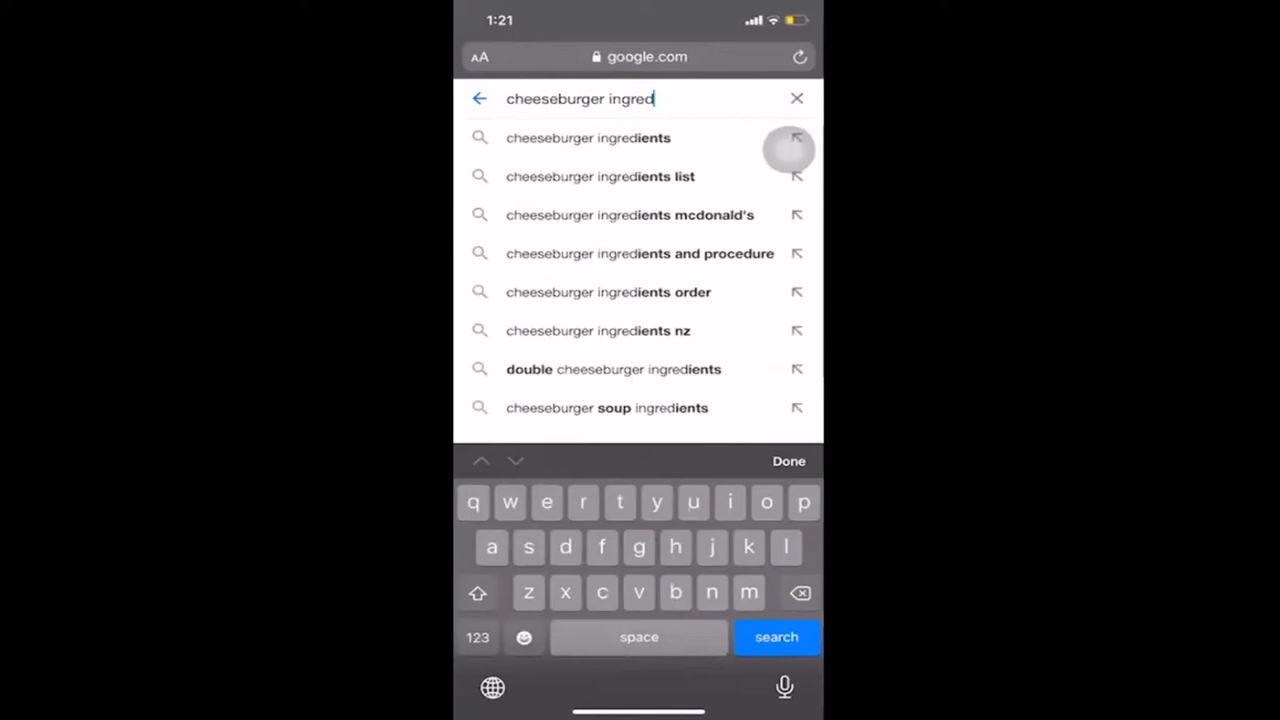 1:21
AA google.com
cheeseburger ingred
cheeseburger ingredients
cheeseburger ingredients list
cheeseburger ingredients mcdonald's
cheeseburger ingredients and procedure
cheeseburger ingredients order
cheeseburger ingredients nz
double cheeseburger ingredients
cheeseburger soup ingredients
Done
q w e r t y u i o p
a s d f g h j k l
z x c v b n m
123 space search